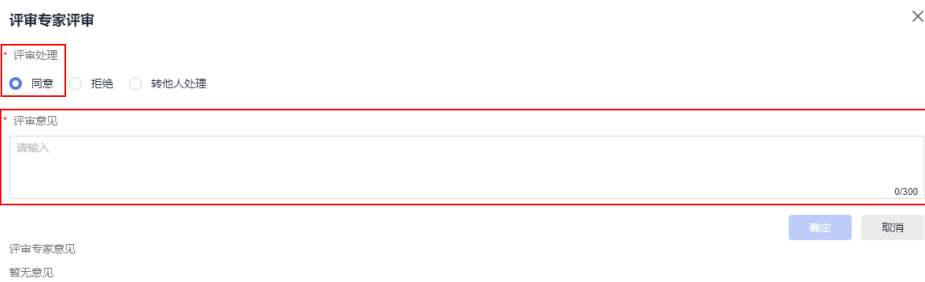 评审专家评审
* 评审处理
同意 拒绝 转他人处理
* 评审意见
请输入
0/300
确定 取消
评审专家意见
暂无意见